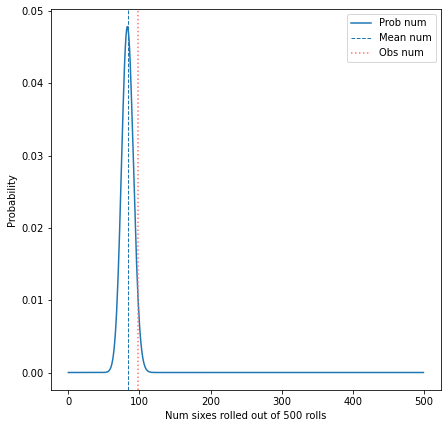 0.05
0.04
0.03
0.02
0.01
0.00
Probability
Prob num
Mean num
Obs num
0 100 200 300 400 500
Num sixes rolled out of 500 rolls